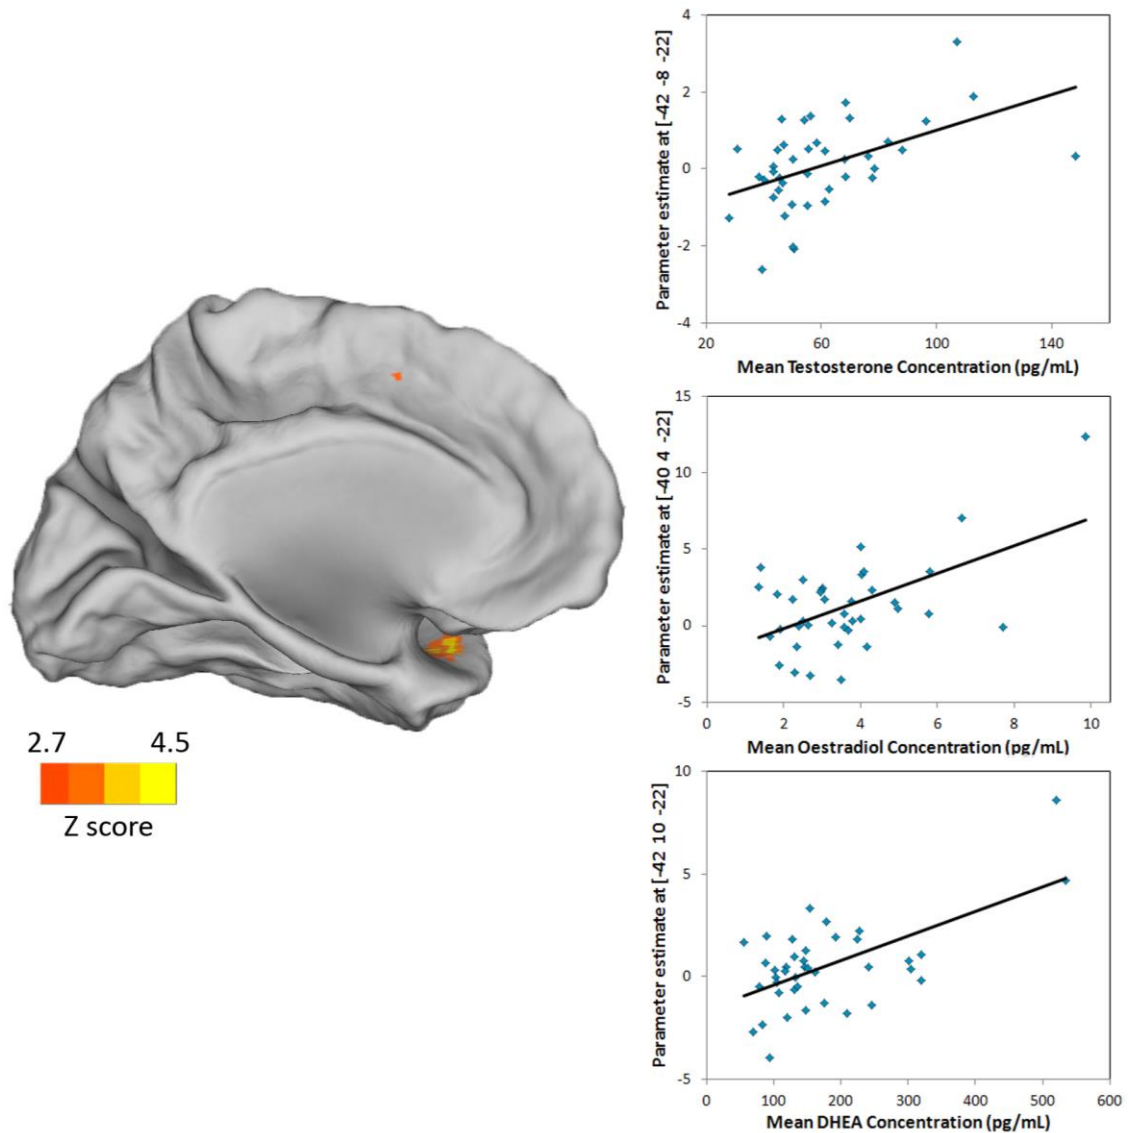 2.7 4.5
Z score
Parameter estimate at [-42 -8 -22]
4
2
0
-2
-4
20 60 100 140
Mean Testosterone Concentration (pg/mL)
Parameter estimate at [-40 4 -22]
15
10
5
0
-5
0 2 4 6 8 10
Mean Oestradiol Concentration (pg/mL)
Parameter estimate at [-42 10 -22]
10
5
0
-5
0 100 200 300 400 500 600
Mean DHEA Concentration (pg/mL)